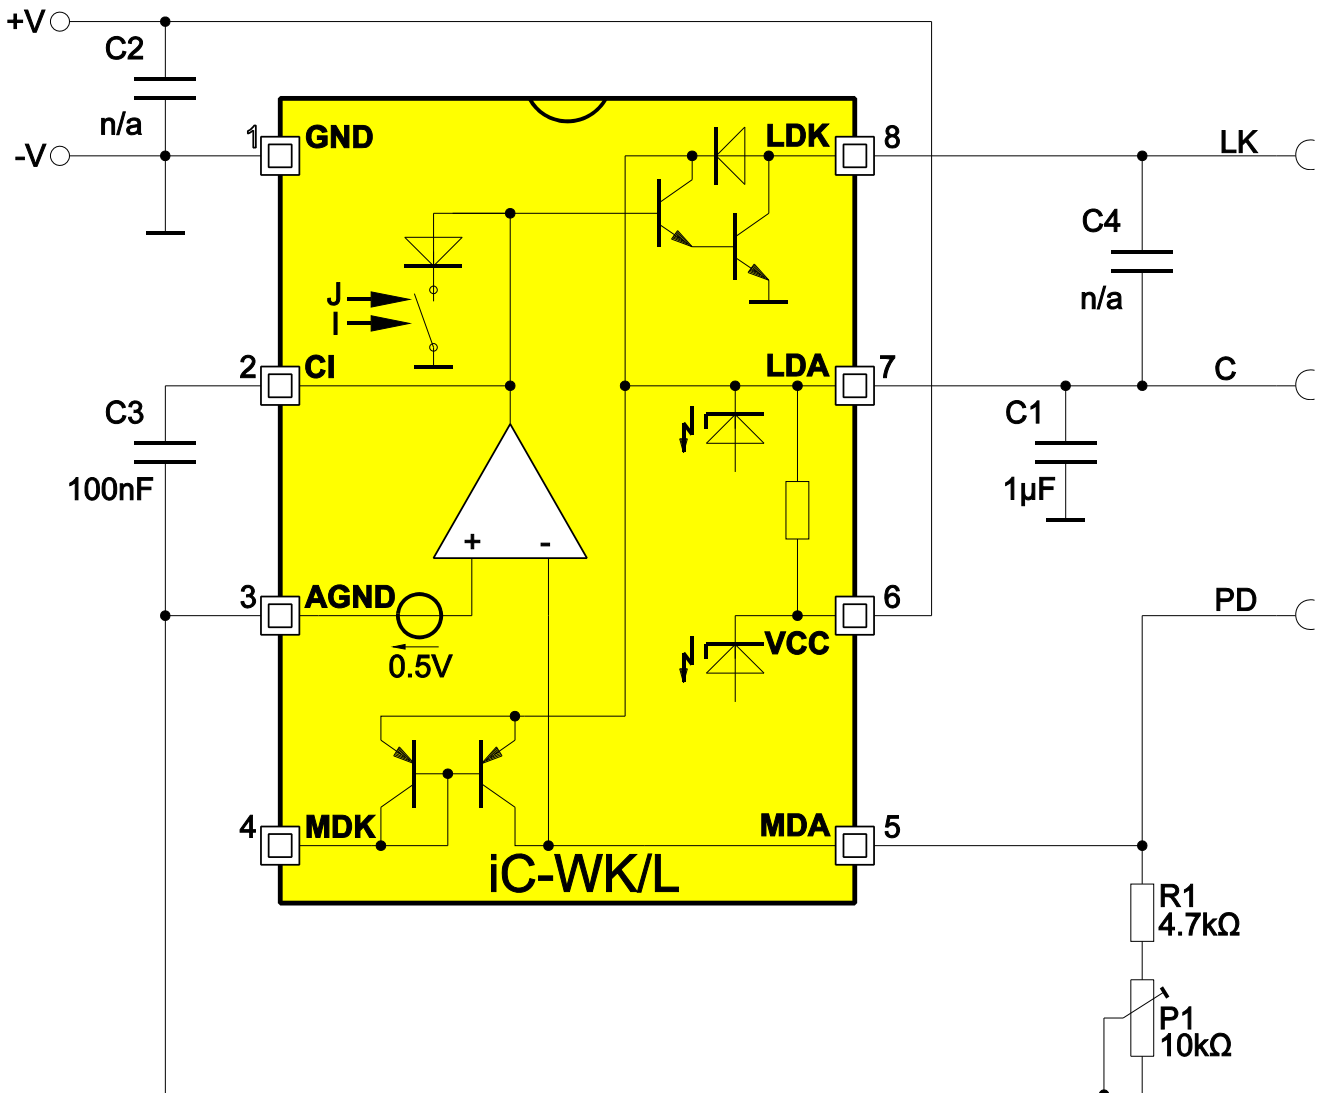 +V
C2
n/a
-V
1
GND
LDK
8
LK
C4
n/a
J
I
2
CI
LDA
7
C
C3
100nF
C1
1µF
+
-
3
AGND
0.5V
6
VCC
PD
4
MDK
MDA
5
iC-WK/L
R1
4.7kΩ
P1
10kΩ